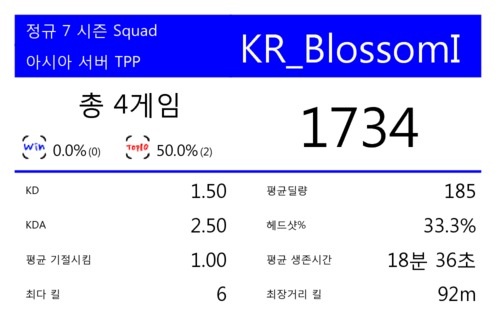 정규 7 시즌 Squad
아시아 서버 TPP
KR_BlossomI
총 4게임
1734
Win 0.0% (0) TOP10 50.0% (2)
KD 1.50 평균딜량 185
KDA 2.50 헤드샷% 33.3%
평균 기절시킴 1.00 평균 생존시간 18분 36초
최다 킬 6 최장거리 킬 92m